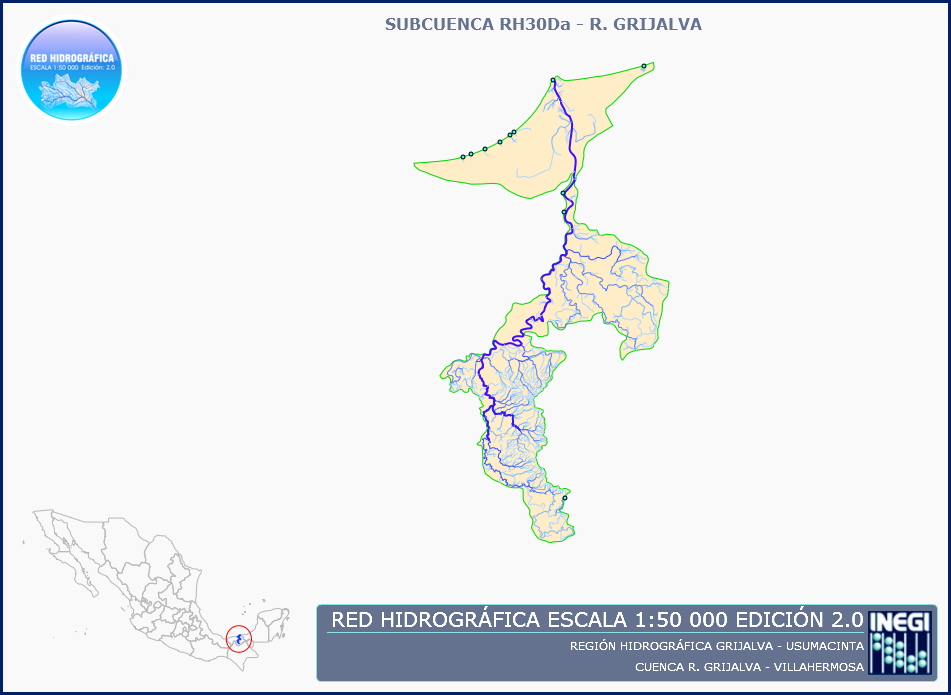 SUBCUENCA RH30Da - R. GRIJALVA
RED HIDROGRÁFICA
ESCALA 1:50 000 Edición: 2.0
RED HIDROGRÁFICA ESCALA 1:50 000 EDICIÓN 2.0
REGIÓN HIDROGRÁFICA GRIJALVA - USUMACINTA
CUENCA R. GRIJALVA - VILLAHERMOSA
INEGI